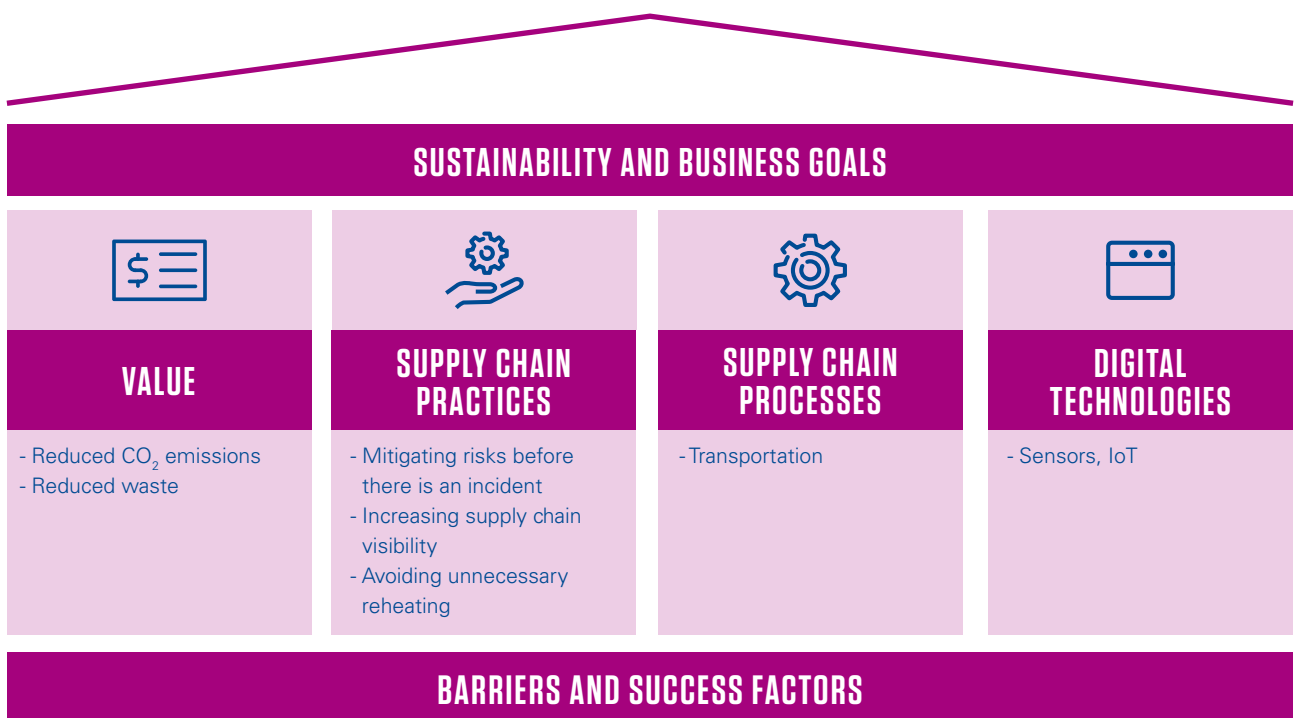 SUSTAINABILITY AND BUSINESS GOALS
$
VALUE
- Reduced CO₂ emissions
- Reduced waste
SUPPLY CHAIN
PRACTICES
- Mitigating risks before
there is an incident
- Increasing supply chain
visibility
- Avoiding unnecessary
reheating
SUPPLY CHAIN
PROCESSES
- Transportation
DIGITAL
TECHNOLOGIES
- Sensors, IoT
BARRIERS AND SUCCESS FACTORS